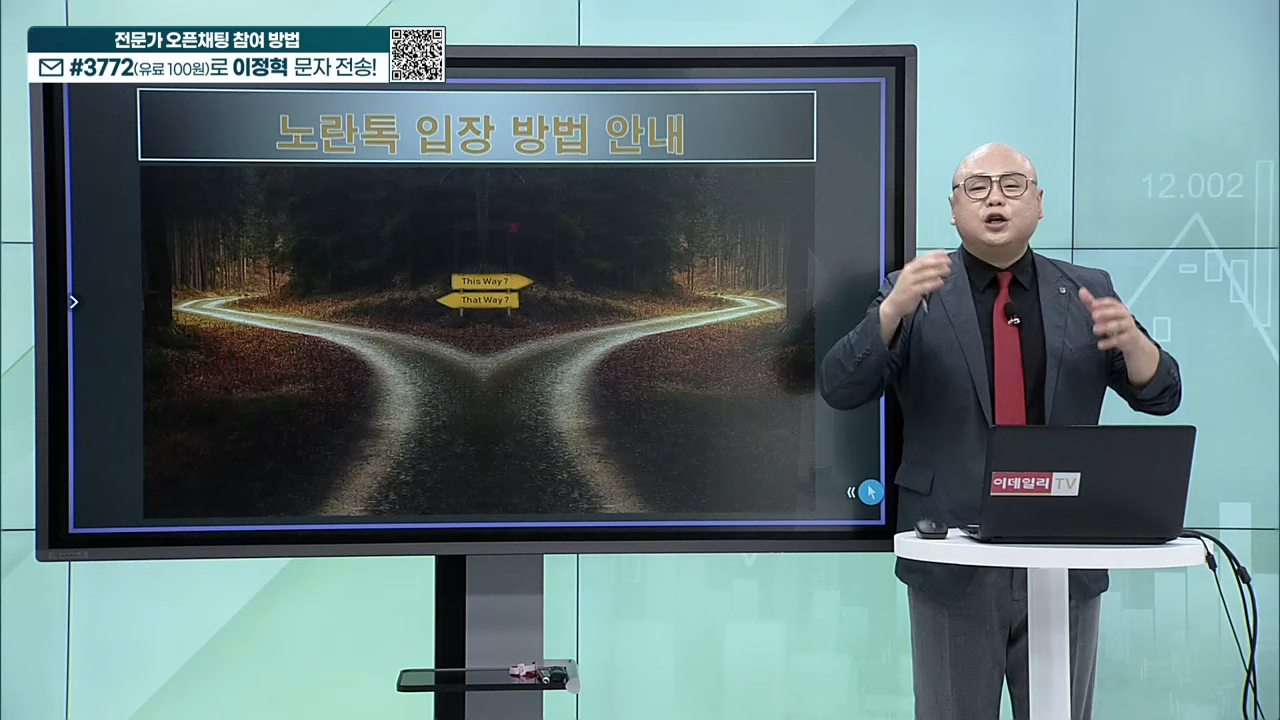 전문가 오픈채팅 참여 방법
#3772(유료 100원)로 이정혁 문자 전송!
노란톡 입장 방법 안내
This Way ?
That Way ?
12.002
이데일리 TV